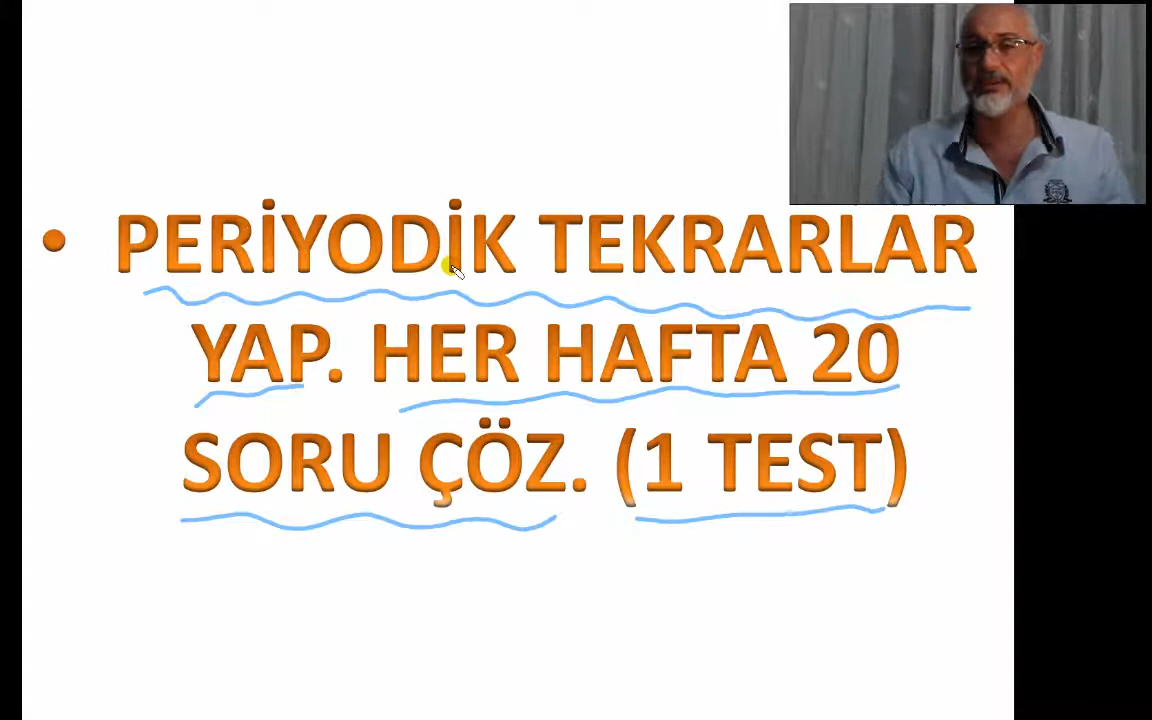 • PERİYODİK TEKRARLAR
YAP. HER HAFTA 20
SORU ÇÖZ. (1 TEST)